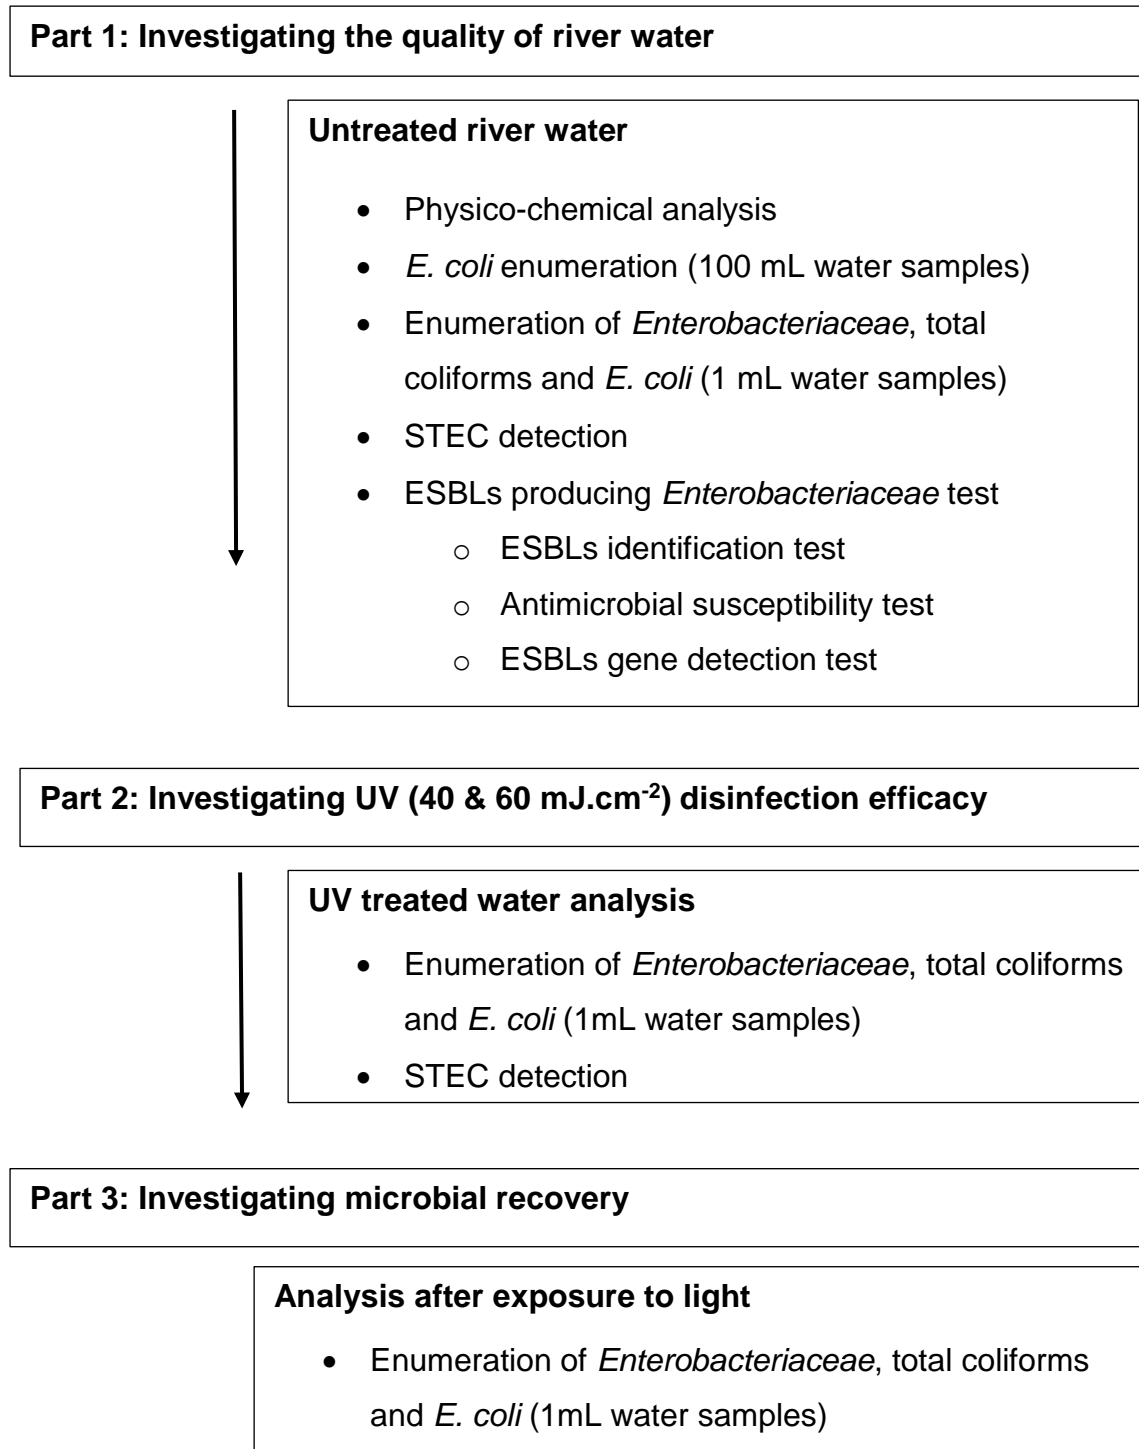 Part 1: Investigating the quality of river water
Untreated river water
• Physico-chemical analysis
• E. coli enumeration (100 mL water samples)
• Enumeration of Enterobacteriaceae, total
coliforms and E. coli (1 mL water samples)
• STEC detection
• ESBLs producing Enterobacteriaceae test
o ESBLs identification test
o Antimicrobial susceptibility test
o ESBLs gene detection test
Part 2: Investigating UV (40 & 60 mJ.cm⁻²) disinfection efficacy
UV treated water analysis
• Enumeration of Enterobacteriaceae, total coliforms
and E. coli (1mL water samples)
• STEC detection
Part 3: Investigating microbial recovery
Analysis after exposure to light
• Enumeration of Enterobacteriaceae, total coliforms
and E. coli (1mL water samples)